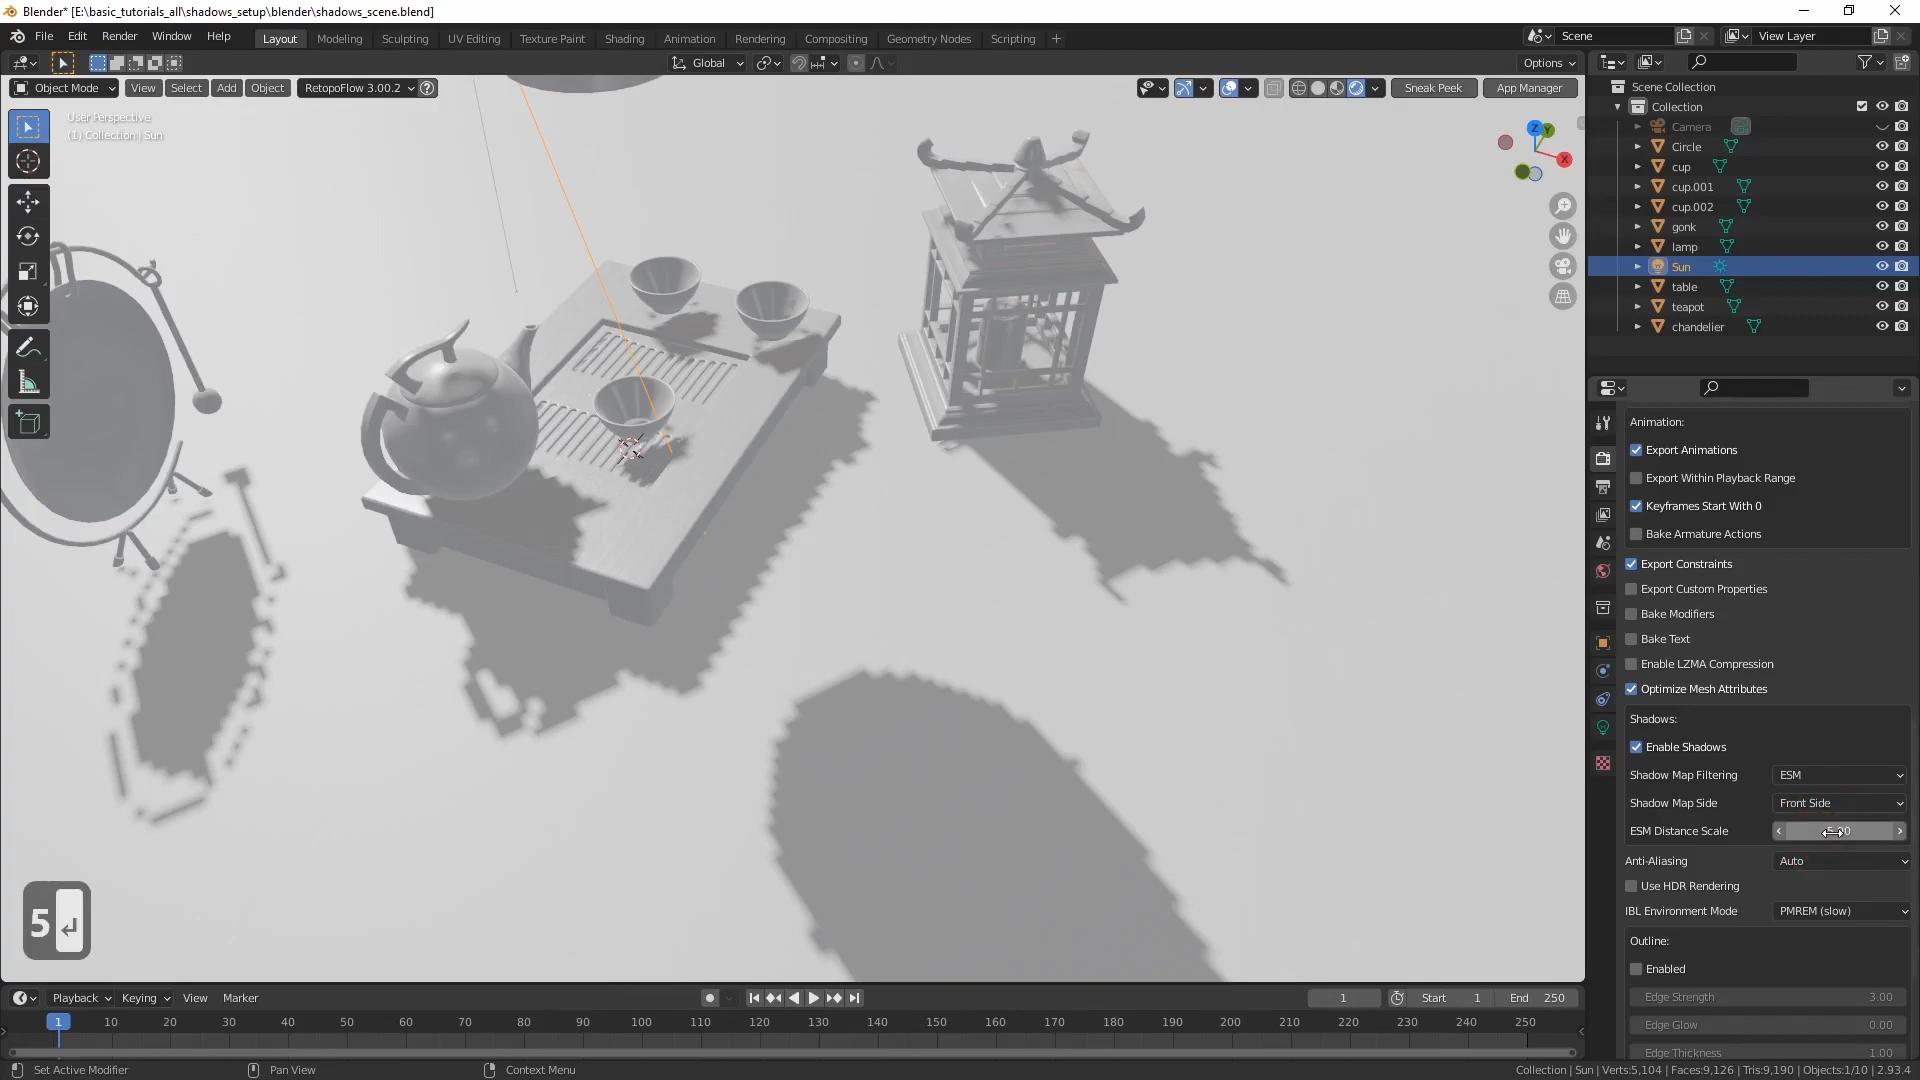 Blender* [E:\basic_tutorials_all\shadows_setup\blender\shadows_scene.blend]
File Edit Render Window Help Layout Modeling Sculpting UV Editing Texture Paint Shading Animation Rendering Compositing Geometry Nodes Scripting + Scene View Layer
Global Options
Object Mode View Select Add Object RetopoFlow 3.00.2 Sneak Peek App Manager
User Perspective
(1) Collection | Sun
Z Y
X
Scene Collection
Collection
Camera
Circle
cup
cup.001
cup.002
gonk
lamp
Sun
table
teapot
chandelier
Animation:
Export Animations
Export Within Playback Range
Keyframes Start With 0
Bake Armature Actions
Export Constraints
Export Custom Properties
Bake Modifiers
Bake Text
Enable LZMA Compression
Optimize Mesh Attributes
Shadows:
Enable Shadows
Shadow Map Filtering ESM
Shadow Map Side Front Side
ESM Distance Scale
Anti-Aliasing Auto
Use HDR Rendering
IBL Environment Mode PMREM (slow)
Outline:
Enabled
Edge Strength 3.00
Edge Glow 0.00
Edge Thickness 1.00
5
Playback Keying View Marker 1 Start 1 End 250
1 10 20 30 40 50 60 70 80 90 100 110 120 130 140 150 160 170 180 190 200 210 220 230 240 250
Set Active Modifier Pan View Context Menu Collection | Sun | Verts:5,104 | Faces:9,126 | Tris:9,190 | Objects:1/10 | 2.93.4